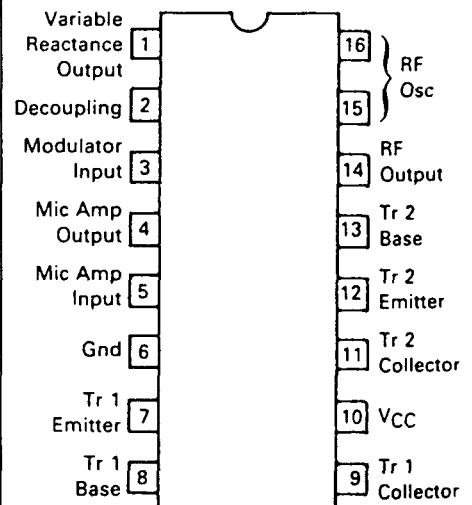 Variable
Reactance
Output
1
Decoupling 2
Modulator
Input 3
Mic Amp
Output 4
Mic Amp
Input 5
Gnd 6
Tr 1
Emitter 7
Tr 1
Base 8
16
15
RF
Osc
14 RF
Output
13 Tr 2
Base
12 Tr 2
Emitter
11 Tr 2
Collector
10 VCC
9 Tr 1
Collector